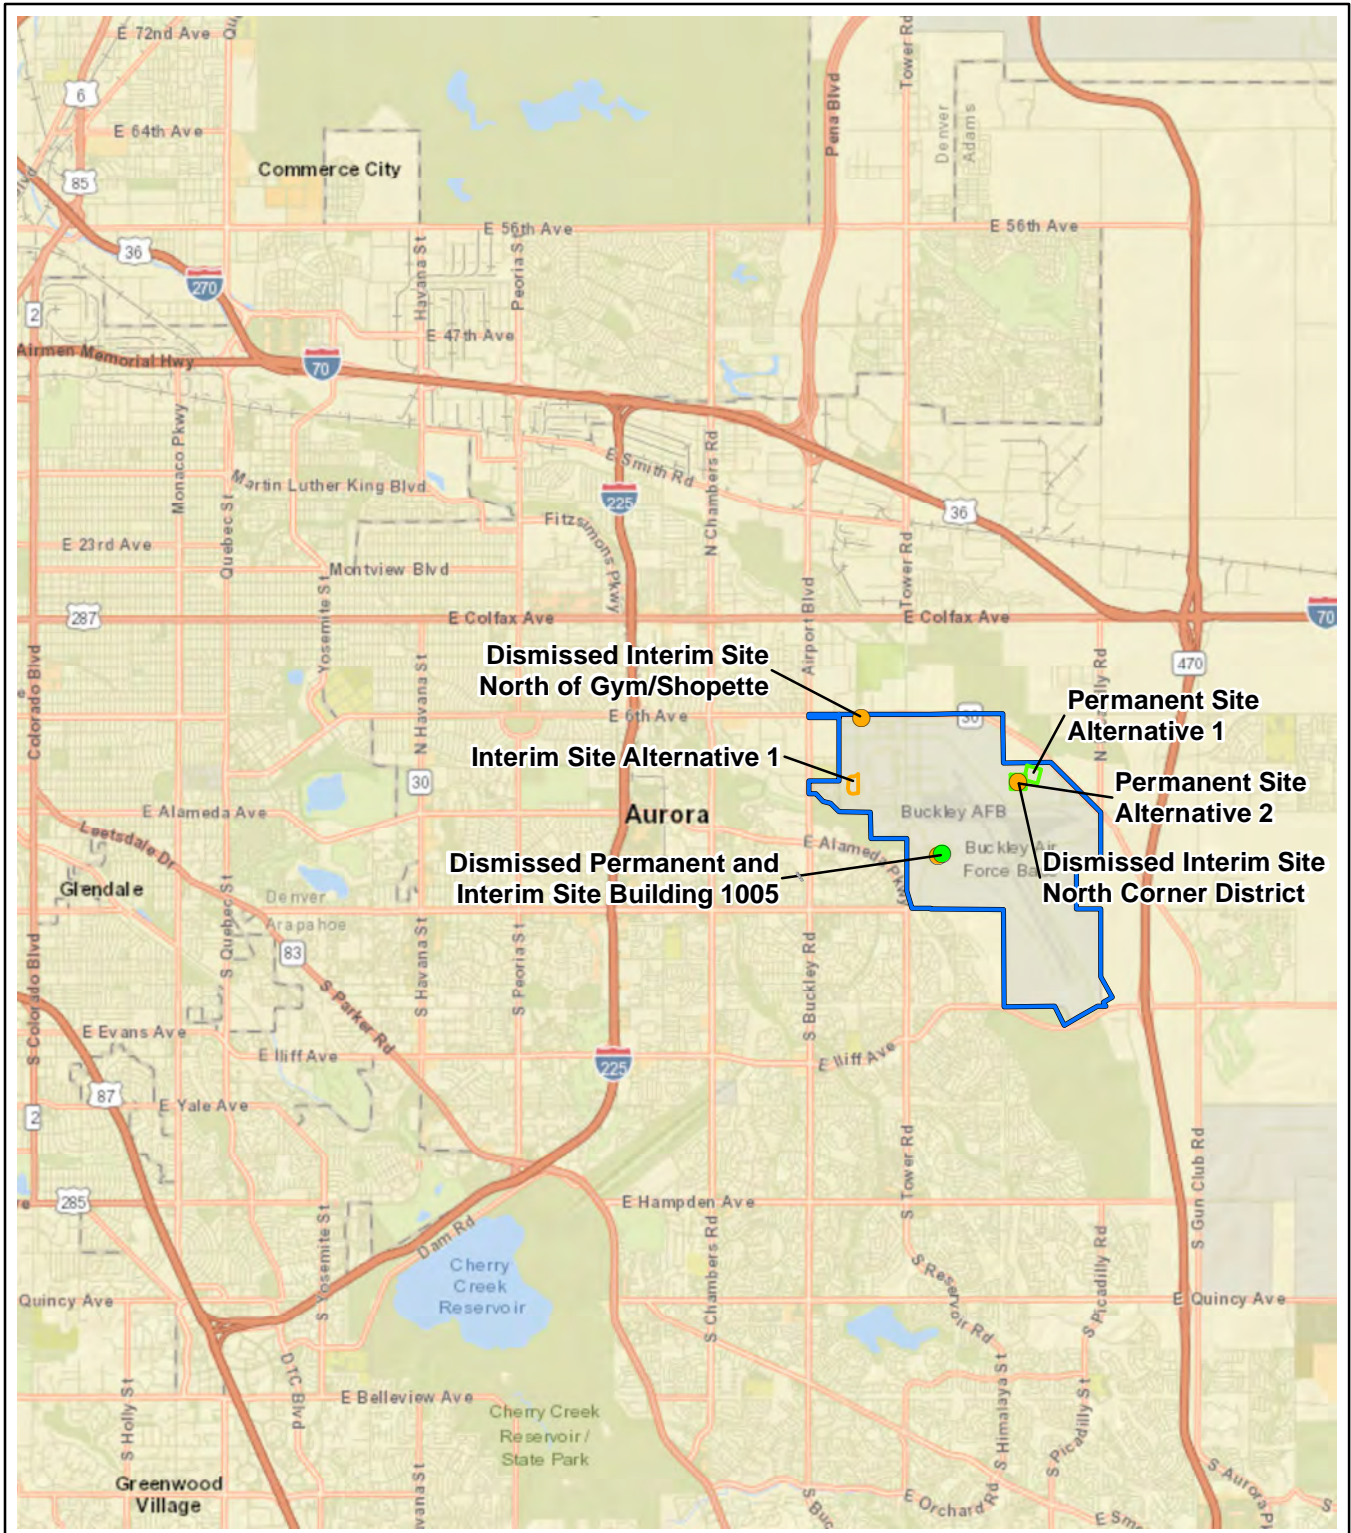 E 72nd Ave
Tower Rd
6
Pena Blvd
Denver
Adams
E 64th Ave
Commerce City
85
E 56th Ave
E 56th Ave
36
Havana St
Peoria St
270
2
E 47th Ave
Airmen Memorial Hwy
70
Monaco Pkwy
N Chambers Rd
E Smith Rd
Martin Luther King Blvd
225
36
Quebec St
Fitzsimons Pkwy
E 23rd Ave
Montview Blvd
Tower Rd
Yosemite St
Airport Blvd
287
E Colfax Ave
E Colfax Ave
70
Colorado Blvd
N Havana St
Dismissed Interim Site
North of Gym/Shopette
470
E 6th Ave
30
Permanent Site
Alternative 1
Interim Site Alternative 1
30
Permanent Site
Alternative 2
E Alameda Ave
Aurora
Buckley AFB
Leetsdale Dr
E Alameda Pkwy
Buckley Air
Force Base
Dismissed Permanent and
Interim Site Building 1005
Dismissed Interim Site
North Corner District
Glendale
Denver
Arapahoe
S Quebec St
83
S Havana St
S Peoria St
S Buckley Rd
S Colorado Blvd
S Parker Rd
E Evans Ave
E Iliff Ave
E Iliff Ave
225
87
E Yale Ave
2
S Tower Rd
S Gun Club Rd
285
E Hampden Ave
S Yosemite St
Dam Rd
S Chambers Rd
S Picadilly Rd
Cherry
Creek
Reservoir
S Reservoir Rd
Quincy Ave
E Quincy Ave
DTC Blvd
S Himalaya St
S Picadilly St
S Holly St
E Belleview Ave
Cherry Creek
Reservoir /
State Park
Greenwood
Village
E Orchard Rd